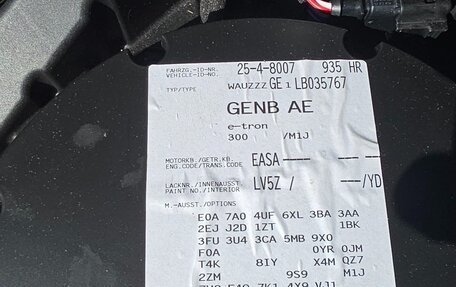 FAHRZG.-ID-NR. 25-4-8007 935 HR
VEHICLE-ID-NO. WAUZZZGE1LB035767
TYP/TYPE
GENB AE
e-tron
300 /M1J
MOTORKB./GETR.KB. EASA---- --- ---
ENG.CODE/TRANS.CODE
LACKNR./INNENAUSST. LV5Z / ---/YD
PAINT NO./INTERIOR
M.-AUSST./OPTIONS
E0A 7A0 4UF 6XL 3BA 3AA
2EJ J2D 1ZT 1BK
3FU 3U4 3CA 5MB 9X0
F0A 0YR 0JM
T4K 8IY X4M QZ7
2ZM 9S9 M1J
7K1 4X9